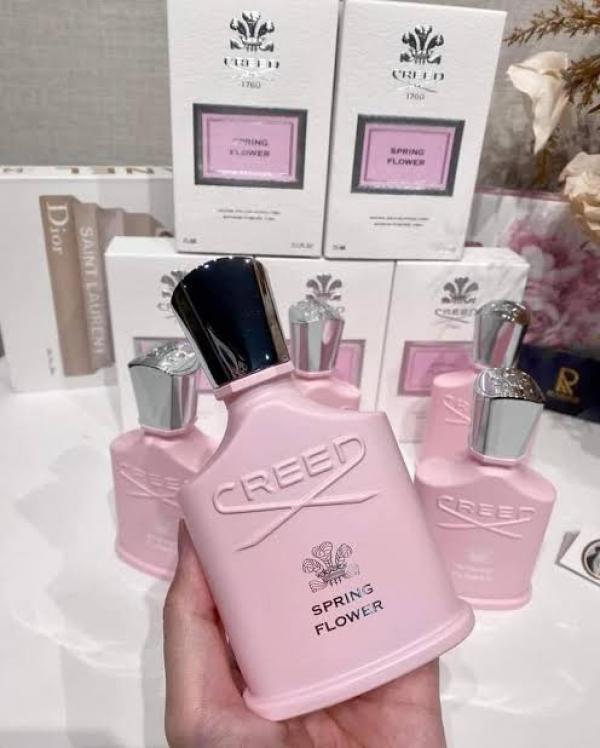 CREED
1760
SPRING
FLOWER
CREED
1760
SPRING
FLOWER
Dior
SAINT LAURENT
CREED
CREED
SPRING
FLOWER
CREED
R